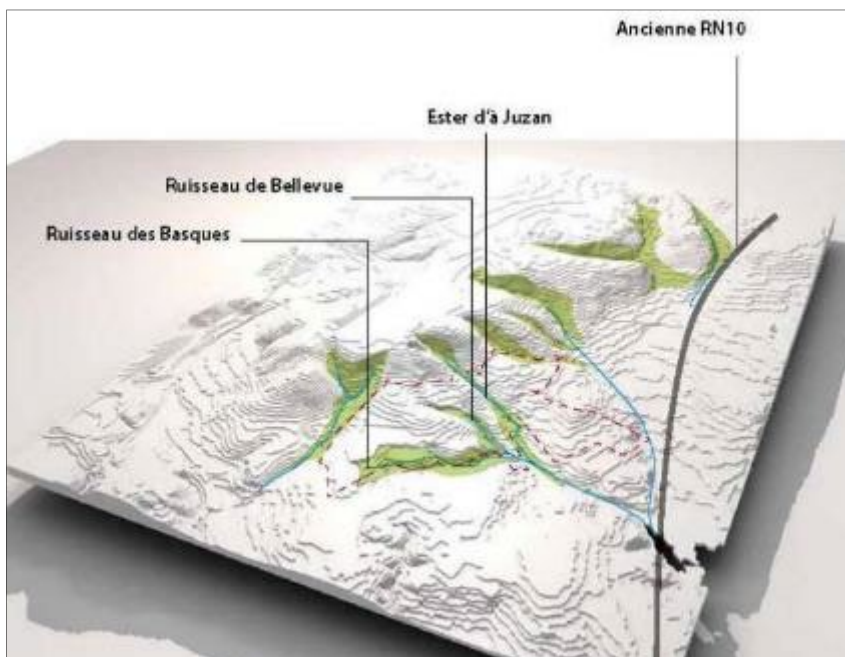 Ancienne RN10
Ester d'à Juzan
Ruisseau de Bellevue
Ruisseau des Basques